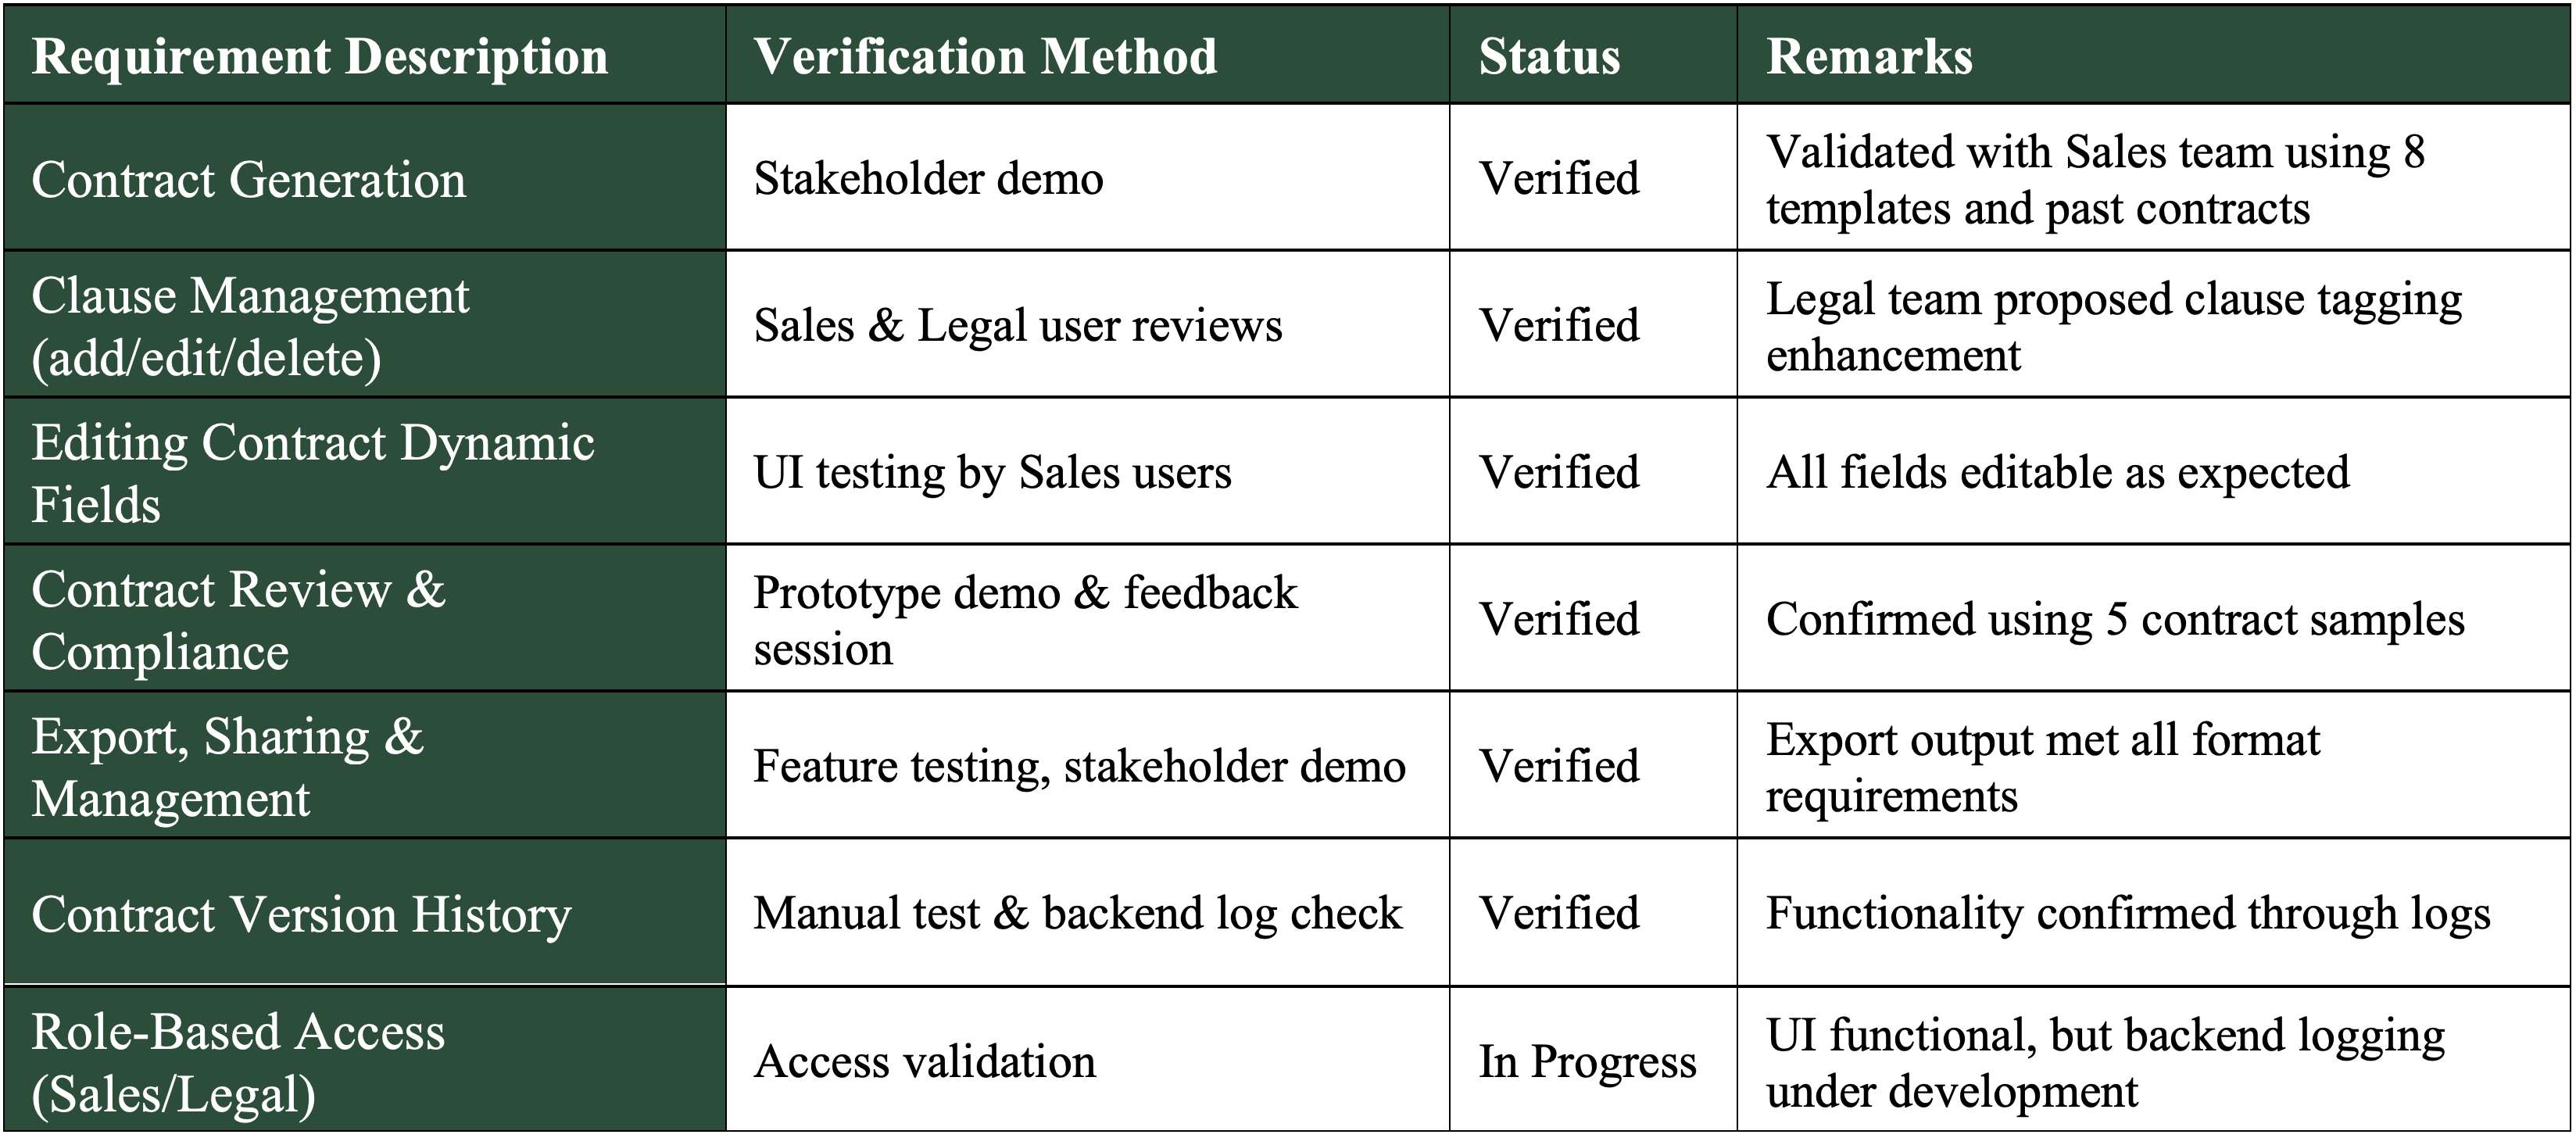 Requirement Description
Verification Method
Status
Remarks
Contract Generation
Stakeholder demo
Verified
Validated with Sales team using 8
templates and past contracts
Clause Management
(add/edit/delete)
Sales & Legal user reviews
Verified
Legal team proposed clause tagging
enhancement
Editing Contract Dynamic
Fields
UI testing by Sales users
Verified
All fields editable as expected
Contract Review &
Compliance
Prototype demo & feedback
session
Verified
Confirmed using 5 contract samples
Export, Sharing &
Management
Feature testing, stakeholder demo
Verified
Export output met all format
requirements
Contract Version History
Manual test & backend log check
Verified
Functionality confirmed through logs
Role-Based Access
(Sales/Legal)
Access validation
In Progress
UI functional, but backend logging
under development